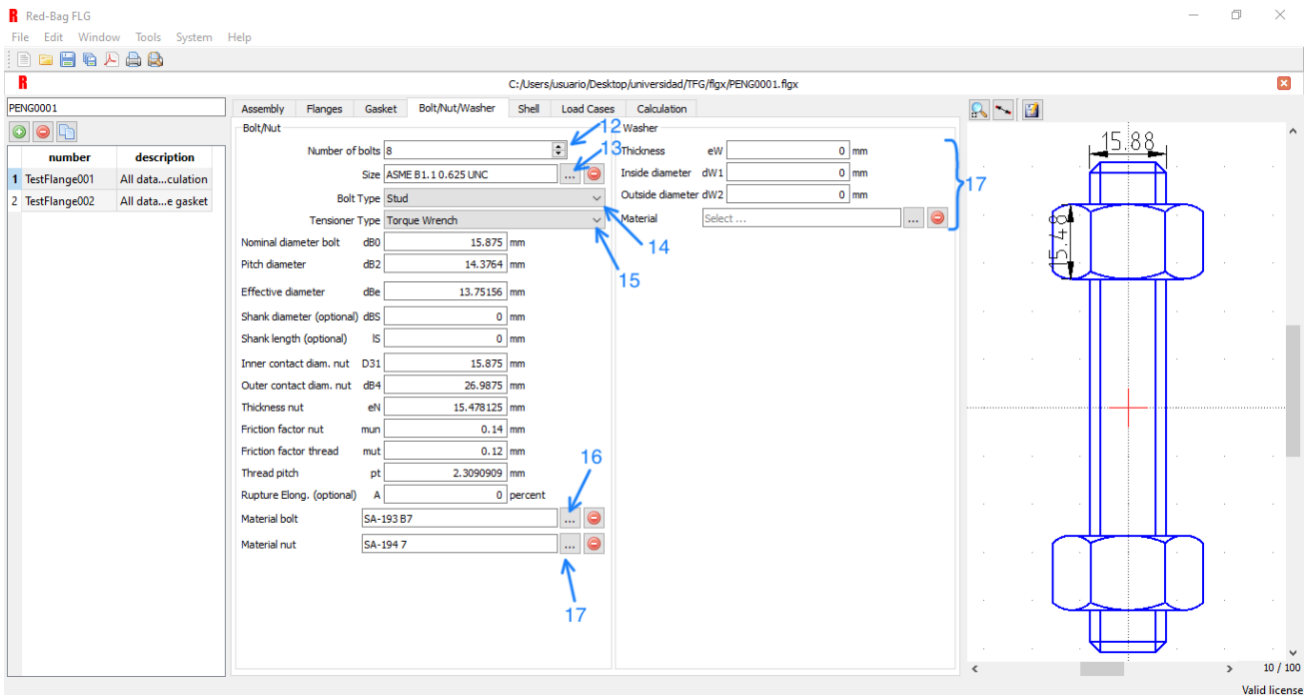 Red-Bag FLG
File Edit Window Tools System Help
C:/Users/usuario/Desktop/universidad/TFG/flgx/PENG0001.flgx
PENG0001
Assembly Flanges Gasket Bolt/Nut/Washer Shell Load Cases Calculation
number description
1 TestFlange001 All data...culation
2 TestFlange002 All data...e gasket
Bolt/Nut
Number of bolts 8
12
Size ASME B1.1 0.625 UNC ...
13
Bolt Type Stud
14
Tensioner Type Torque Wrench
15
Nominal diameter bolt dB0 15.875 mm
Pitch diameter dB2 14.3764 mm
Effective diameter dBe 13.75156 mm
Shank diameter (optional) dBS 0 mm
Shank length (optional) lS 0 mm
Inner contact diam. nut D31 15.875 mm
Outer contact diam. nut dB4 26.9875 mm
Thickness nut eN 15.478125 mm
Friction factor nut mun 0.14 mm
Friction factor thread mut 0.12 mm
Thread pitch pt 2.3090909 mm
Rupture Elong. (optional) A 0 percent
16
Material bolt SA-193 B7 ...
Material nut SA-194 7 ...
17
Washer
Thickness eW 0 mm
Inside diameter dW1 0 mm
Outside diameter dW2 0 mm
Material Select ... ...
17
15.88
15.48
10 / 100
Valid license